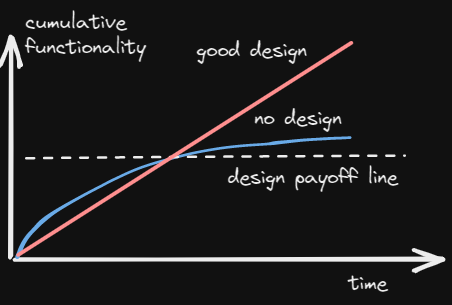 cumulative
functionality
good design
no design
design payoff line
time